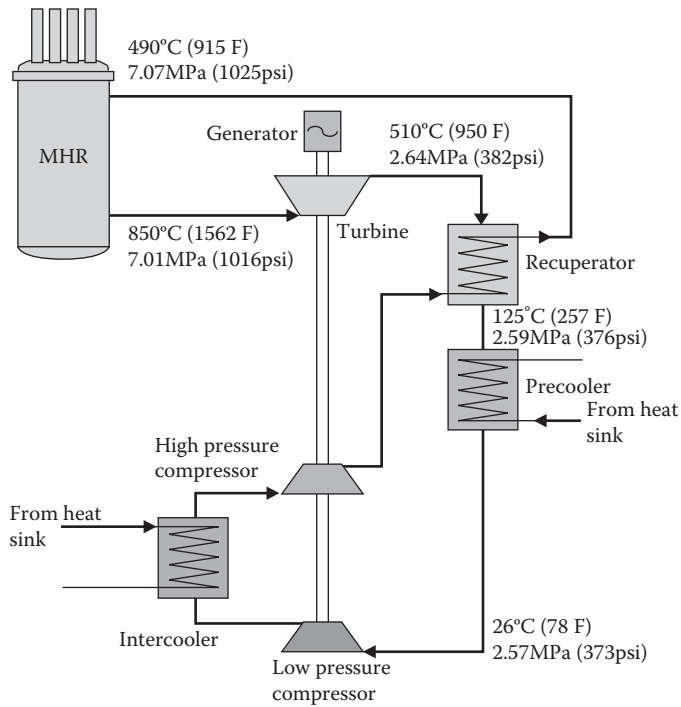 490°C (915 F)
7.07MPa (1025psi)
MHR
Generator
510°C (950 F)
2.64MPa (382psi)
850°C (1562 F)
7.01MPa (1016psi)
Turbine
Recuperator
125°C (257 F)
2.59MPa (376psi)
Precooler
From heat
sink
High pressure
compressor
From heat
sink
Intercooler
26°C (78 F)
2.57MPa (373psi)
Low pressure
compressor